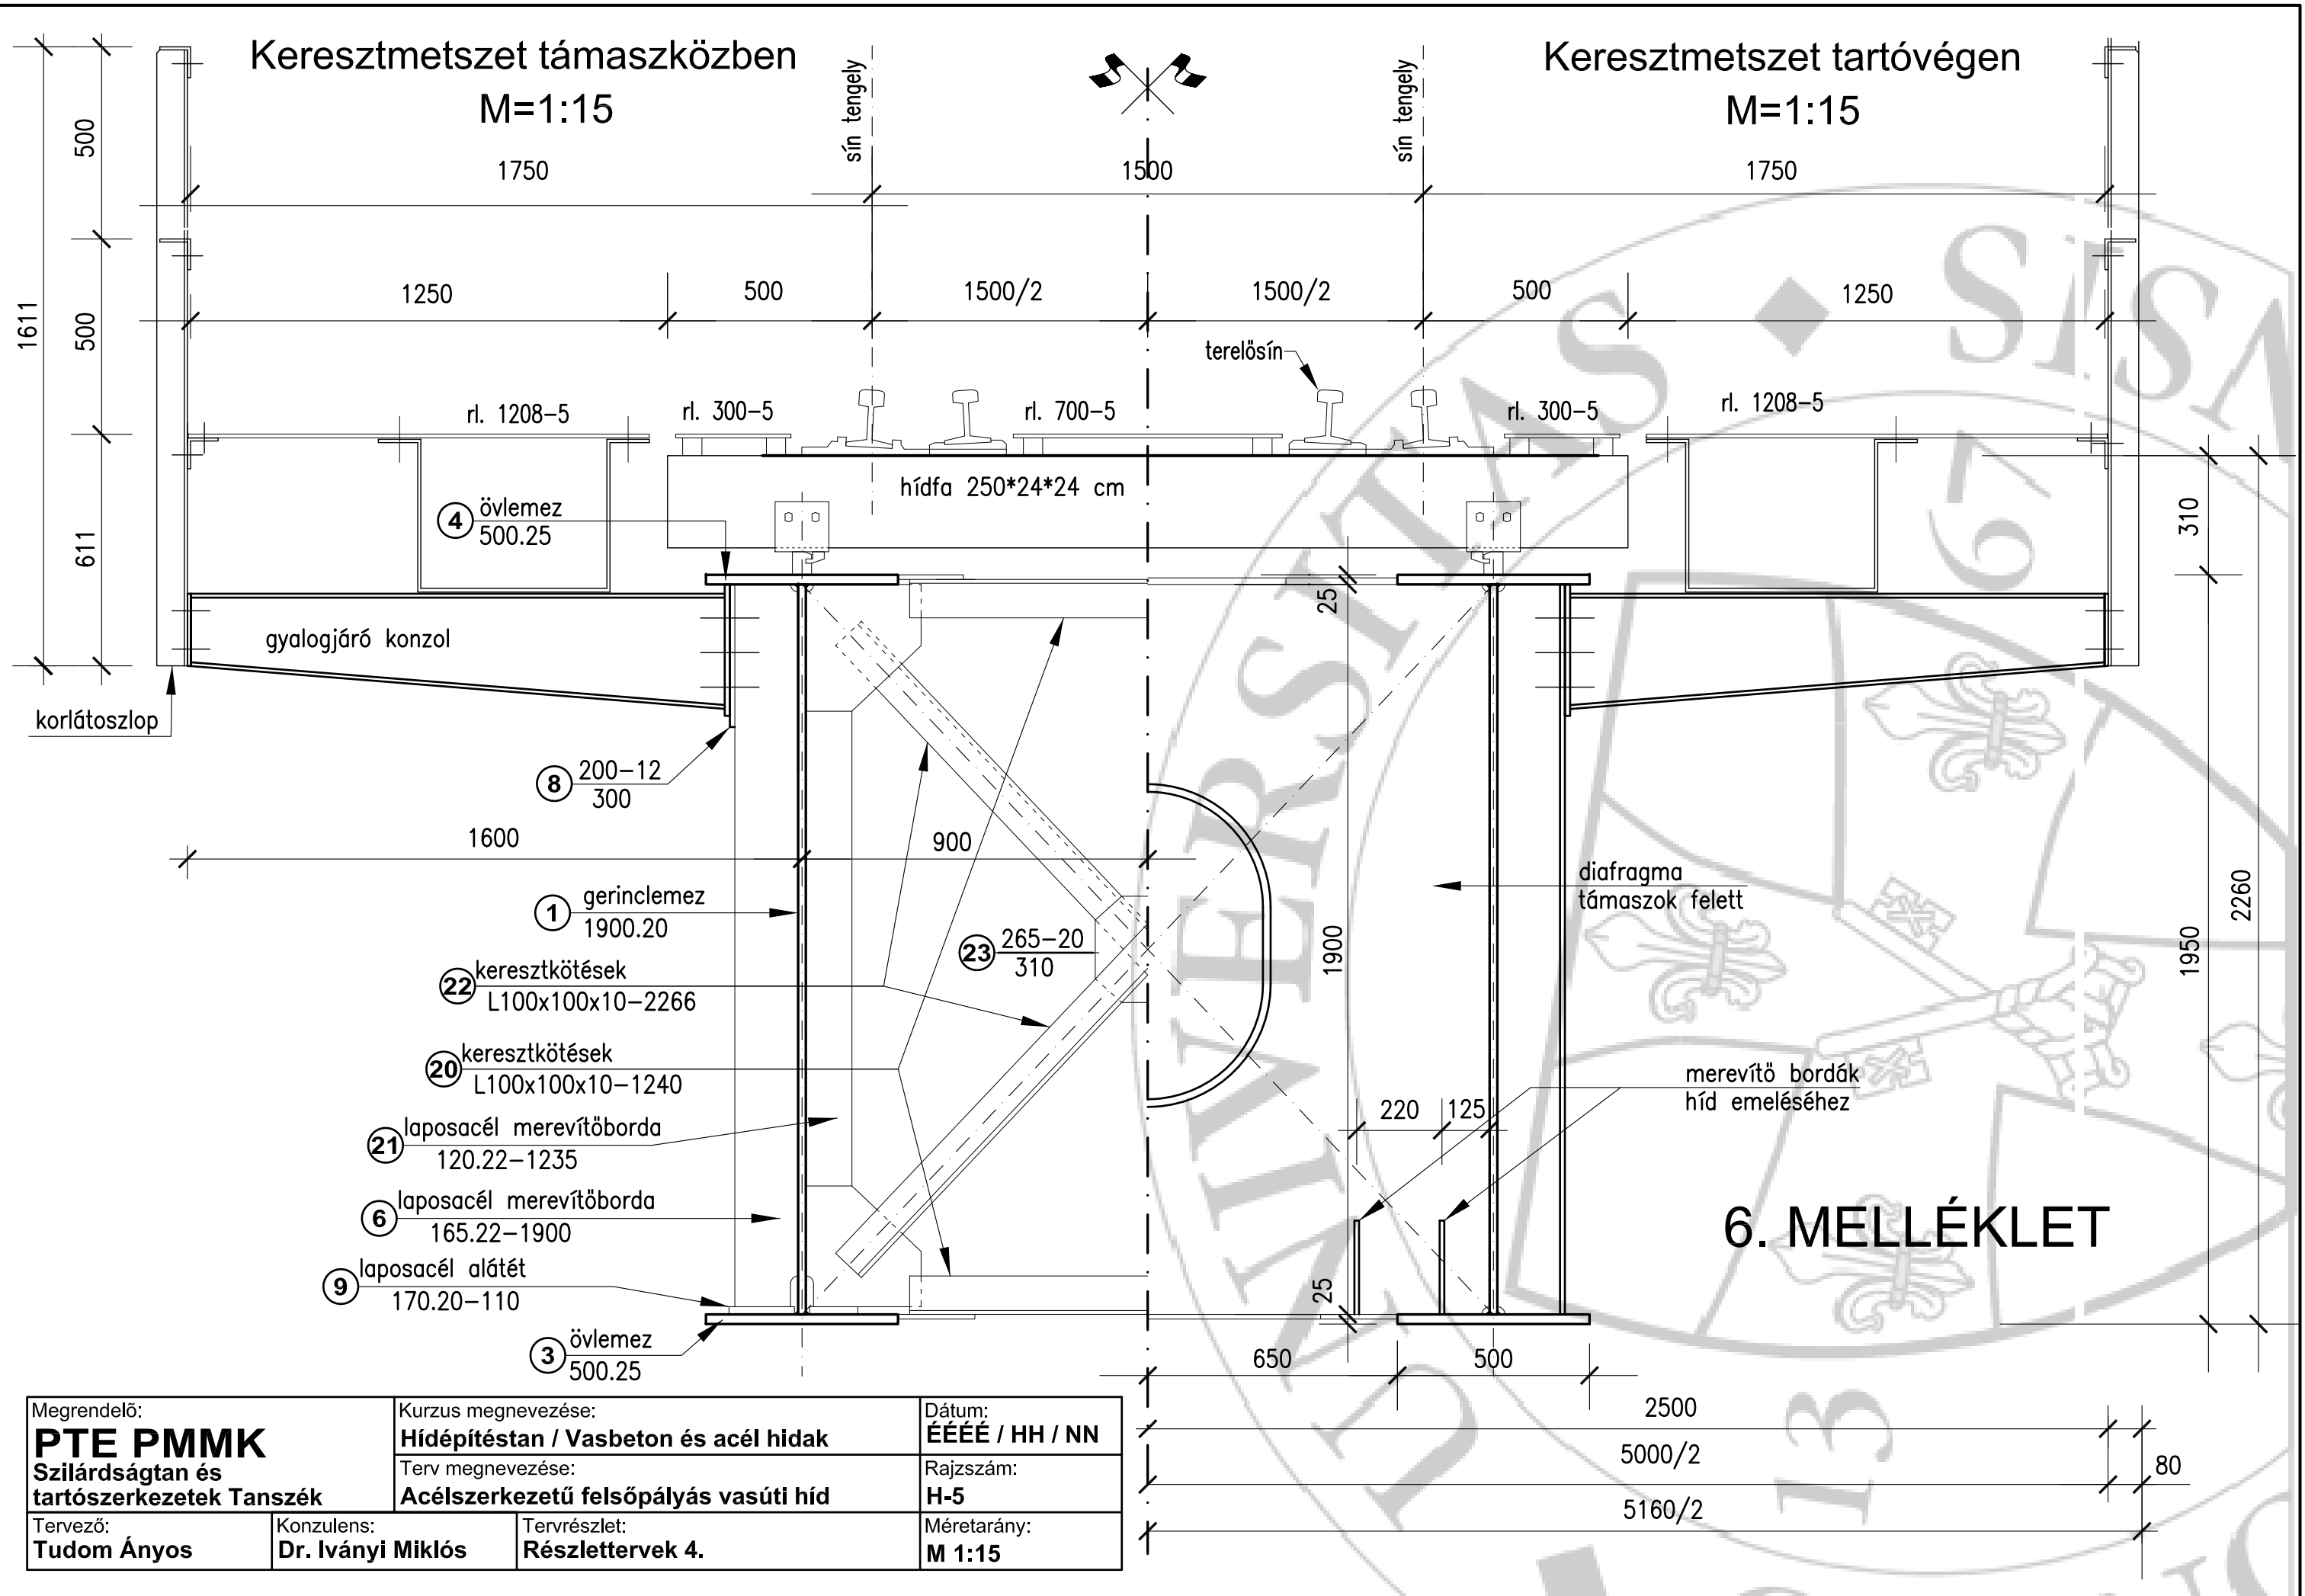 Keresztmetszet támaszközben
M=1:15
Keresztmetszet tartóvégen
M=1:15
sín tengely
sín tengely
1750
1500
1750
1250
500
1500/2
1500/2
500
1250
1611
500
500
611
terelősín
rl. 1208-5
rl. 300-5
rl. 700-5
rl. 300-5
rl. 1208-5
hídfa 250*24*24 cm
4
övlemez
500.25
310
25
gyalogjáró konzol
korlátoszlop
8
200-12
300
1600
900
1
gerinclemez
1900.20
23
265-20
310
diafragma
támaszok felett
1900
1950
2260
22
keresztkötések
L100x100x10-2266
20
keresztkötések
L100x100x10-1240
21
laposacél merevítőborda
120.22-1235
220
125
merevítő bordák
híd emeléséhez
6
laposacél merevítőborda
165.22-1900
9
laposacél alátét
170.20-110
25
3
övlemez
500.25
6. MELLÉKLET
650
500
2500
5000/2
80
5160/2
Megrendelő:
PTE PMMK
Szilárdságtan és
tartószerkezetek Tanszék
Kurzus megnevezése:
Hídépítéstan / Vasbeton és acél hidak
Dátum:
ÉÉÉÉ / HH / NN
Terv megnevezése:
Acélszerkezetű felsőpályás vasúti híd
Rajzszám:
H-5
Tervező:
Tudom Ányos
Konzulens:
Dr. Iványi Miklós
Tervrészlet:
Részlettervek 4.
Méretarány:
M 1:15
UNIVERSITAS
13
67